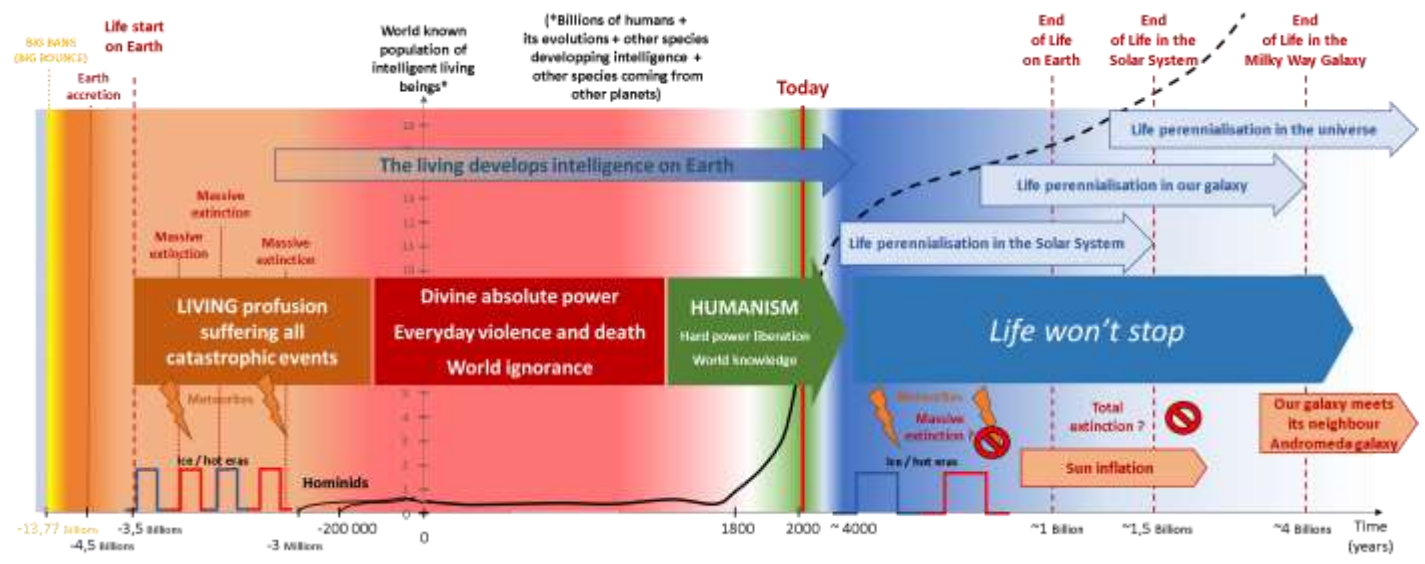 BIG BANG
(BIG BOUNCE)
Life start
on Earth
Earth
accretion
World known
population of
intelligent living
beings*
(*Billions of humans +
its evolutions + other species
developping intelligence +
other species coming from
other planets)
Today
End
of Life
on Earth
End
of Life in the
Solar System
End
of Life in the
Milky Way Galaxy
Life perennialisation in the universe
The living develops intelligence on Earth
Life perennialisation in our galaxy
Life perennialisation in the Solar System
Massive
extinction
Massive
extinction
Massive
extinction
LIVING profusion
suffering all
catastrophic events
Divine absolute power
Everyday violence and death
World ignorance
HUMANISM
Hard power liberation
World knowledge
Life won't stop
Meteorites
Meteorites
Massive
extinction ?
Total
extinction ?
Our galaxy meets
its neighbour
Andromeda galaxy
Ice / hot eras
Ice / hot eras
Sun inflation
Hominids
5
4
3
2
1
0
-13,77 Billions
-4,5 Billions
-3,5 Billions
-3 Millions
-200 000
0
1800
2000
~ 4000
~1 Billion
~1,5 Billions
~4 Billions
Time
(years)